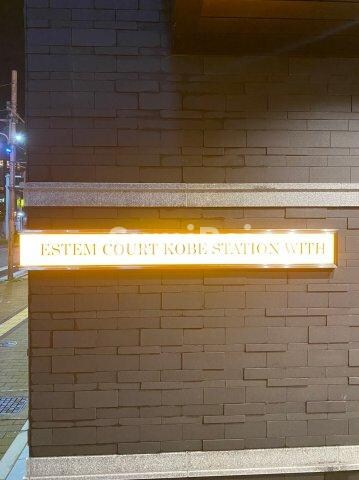 ESTEM COURT KOBE STATION WITH